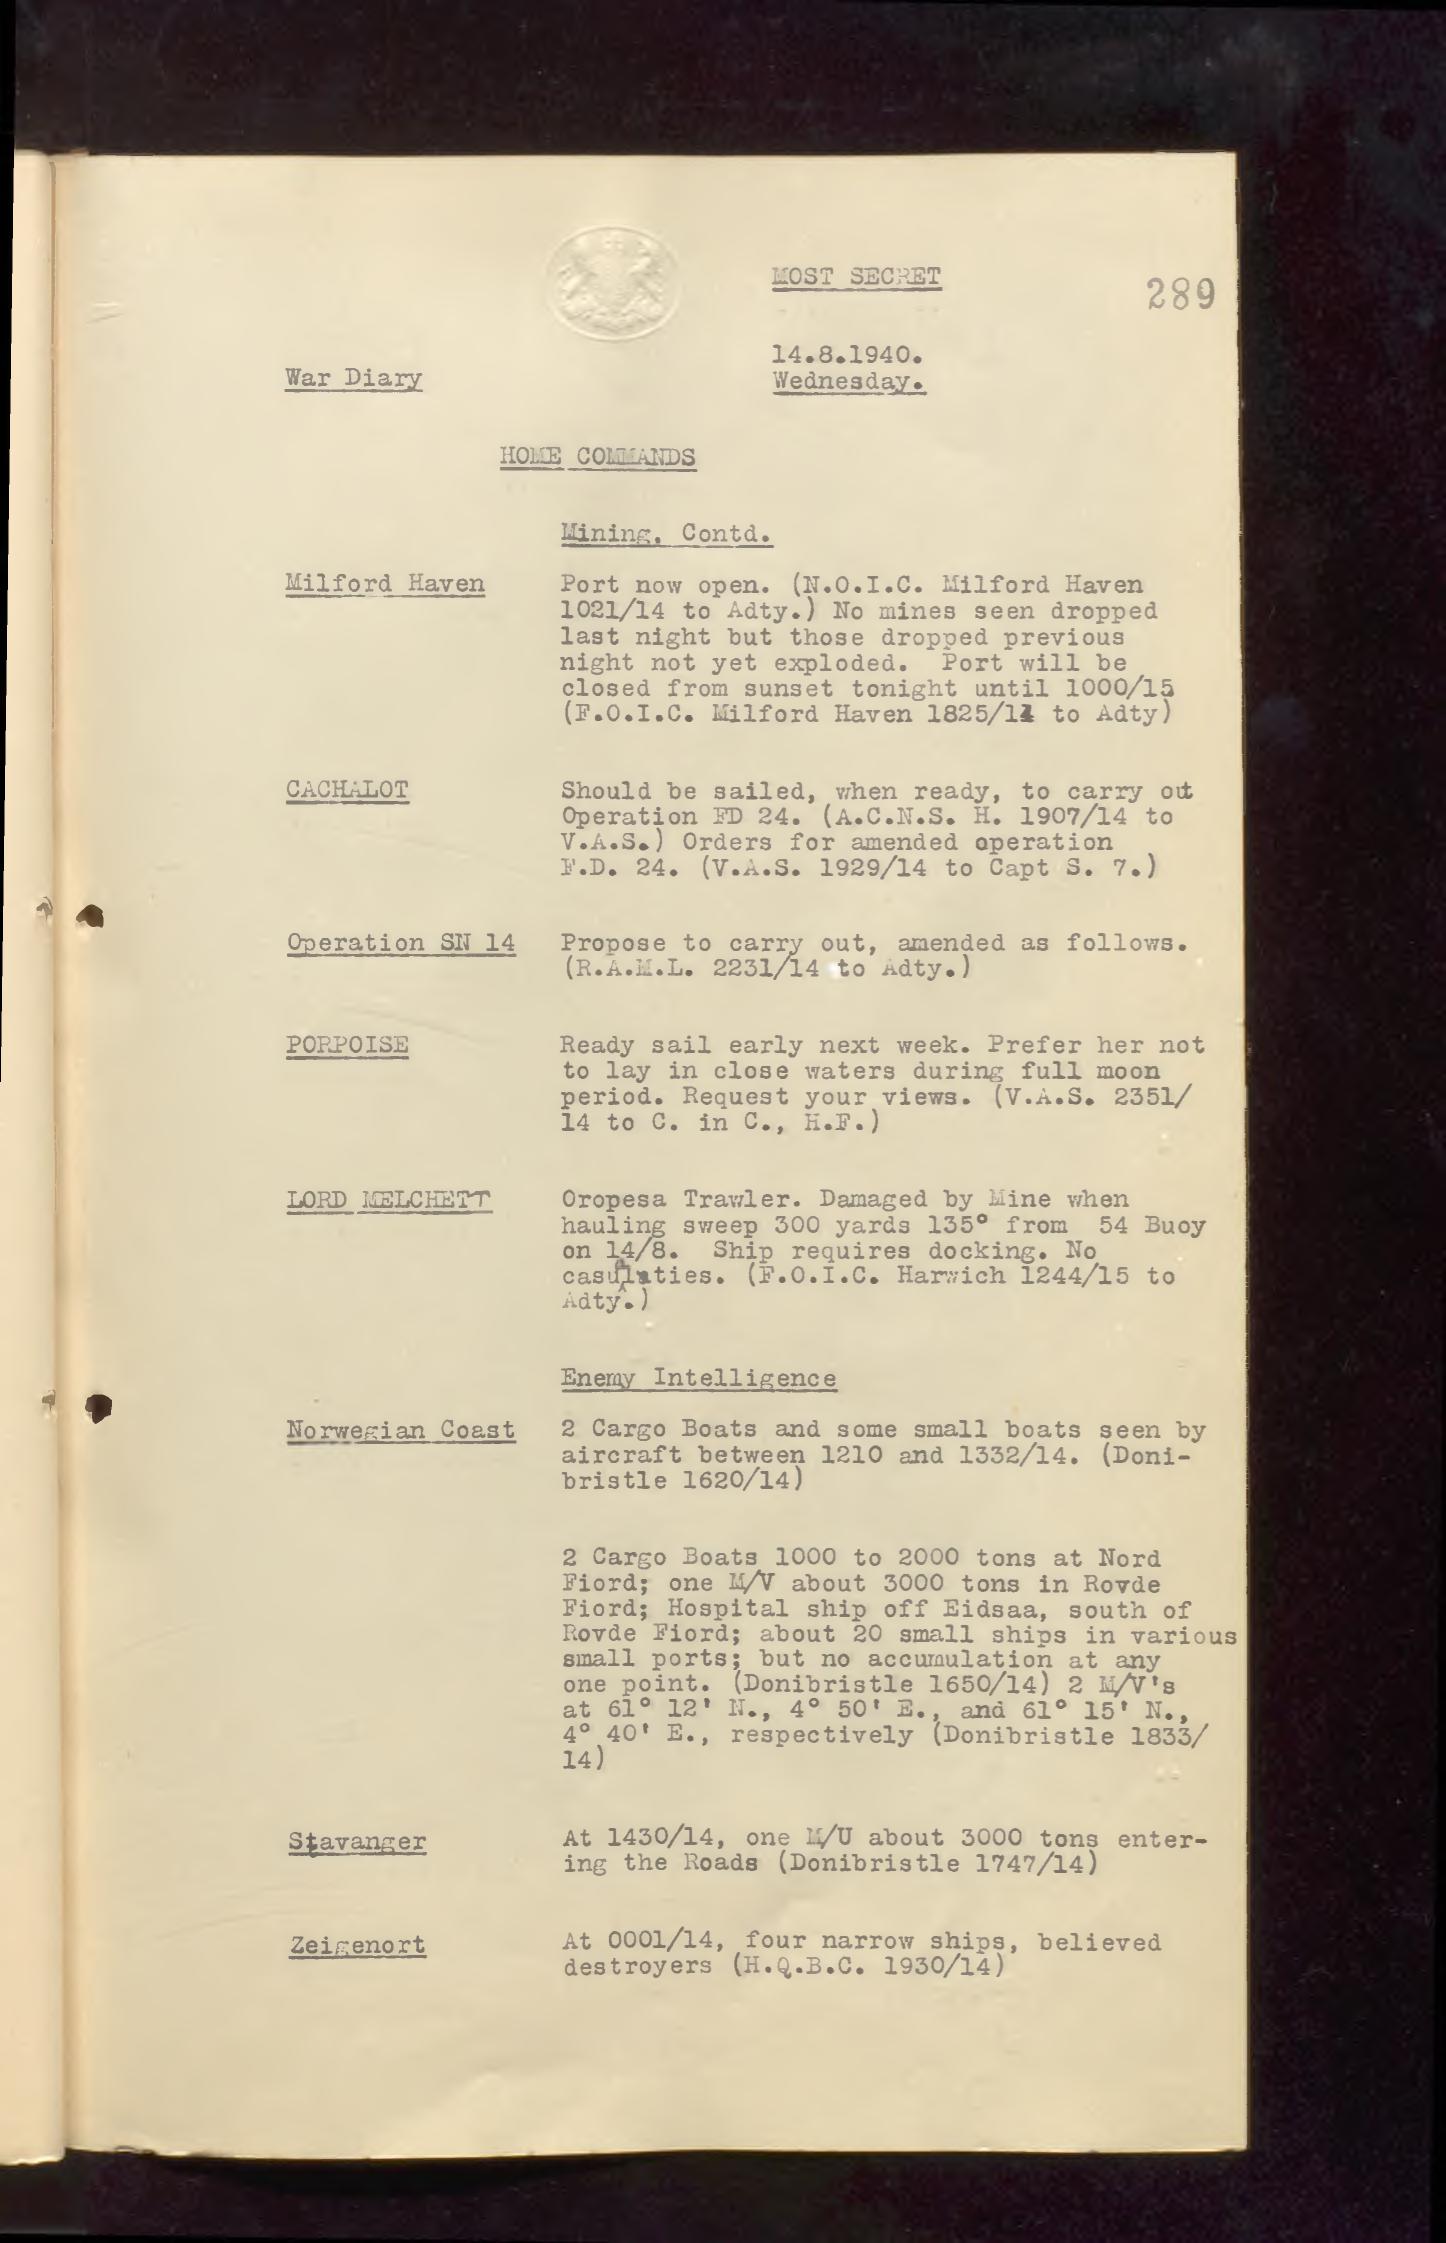 MOST SECRET
289
14.8.1940.
War Diary
Wednesday.
HOME COMMANDS
Mining. Contd.
Milford Haven
Port now open. (N.O.I.C. Milford Haven
1021/14 to Adty.) No mines seen dropped
last night but those dropped previous
night not yet exploded. Port will be
closed from sunset tonight until 1000/15
(F.O.I.C. Milford Haven 1825/14 to Adty)
CACHALOT
Should be sailed, when ready, to carry out
Operation FD 24. (A.C.N.S. H. 1907/14 to
V.A.S.) Orders for amended operation
F.D. 24. (V.A.S. 1929/14 to Capt S. 7.)
Operation SN 14
Propose to carry out, amended as follows.
(R.A.M.L. 2231/14 to Adty.)
PORPOISE
Ready sail early next week. Prefer her not
to lay in close waters during full moon
period. Request your views. (V.A.S. 2351/
14 to C. in C., H.F.)
LORD MELCHETT
Oropesa Trawler. Damaged by Mine when
hauling sweep 300 yards 135° from 54 Buoy
on 14/8. Ship requires docking. No
casualties. (F.O.I.C. Harwich 1244/15 to
Adty.)
Enemy Intelligence
Norwegian Coast
2 Cargo Boats and some small boats seen by
aircraft between 1210 and 1332/14. (Doni-
bristle 1620/14)
2 Cargo Boats 1000 to 2000 tons at Nord
Fiord; one M/V about 3000 tons in Rovde
Fiord; Hospital ship off Eidsaa, south of
Rovde Fiord; about 20 small ships in various
small ports; but no accumulation at any
one point. (Donibristle 1650/14) 2 M/V's
at 61° 12' N., 4° 50' E., and 61° 15' N.,
4° 40' E., respectively (Donibristle 1833/
14)
Stavanger
At 1430/14, one M/U about 3000 tons enter-
ing the Roads (Donibristle 1747/14)
Zeigenort
At 0001/14, four narrow ships, believed
destroyers (H.Q.B.C. 1930/14)